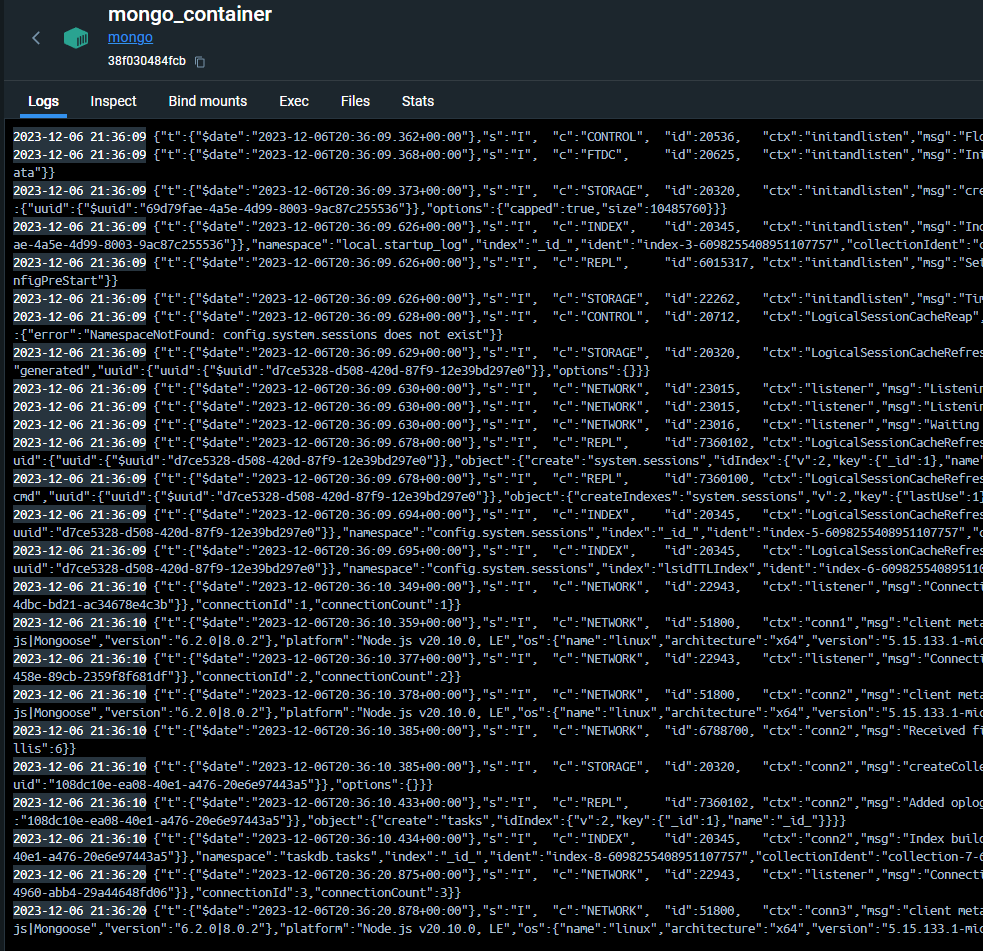 mongo_container
mongo
38f030484fcb
Logs Inspect Bind mounts Exec Files Stats
2023-12-06 21:36:09 {"t":{"$date":"2023-12-06T20:36:09.362+00:00"},"s":"I", "c":"CONTROL", "id":20536, "ctx":"initandlisten","msg":"Flo
2023-12-06 21:36:09 {"t":{"$date":"2023-12-06T20:36:09.368+00:00"},"s":"I", "c":"FTDC", "id":20625, "ctx":"initandlisten","msg":"Ini
ata"}}
2023-12-06 21:36:09 {"t":{"$date":"2023-12-06T20:36:09.373+00:00"},"s":"I", "c":"STORAGE", "id":20320, "ctx":"initandlisten","msg":"cre
:{"uuid":{"$uuid":"69d79fae-4a5e-4d99-8003-9ac87c255536"}},"options":{"capped":true,"size":10485760}}}
2023-12-06 21:36:09 {"t":{"$date":"2023-12-06T20:36:09.626+00:00"},"s":"I", "c":"INDEX", "id":20345, "ctx":"initandlisten","msg":"Ind
ae-4a5e-4d99-8003-9ac87c255536"}},"namespace":"local.startup_log","index":"_id_","ident":"index-3-6098255408951107757","collectionIdent":"c
2023-12-06 21:36:09 {"t":{"$date":"2023-12-06T20:36:09.626+00:00"},"s":"I", "c":"REPL", "id":6015317, "ctx":"initandlisten","msg":"Set
nfigPreStart"}}
2023-12-06 21:36:09 {"t":{"$date":"2023-12-06T20:36:09.626+00:00"},"s":"I", "c":"STORAGE", "id":22262, "ctx":"initandlisten","msg":"Tim
2023-12-06 21:36:09 {"t":{"$date":"2023-12-06T20:36:09.628+00:00"},"s":"I", "c":"CONTROL", "id":20712, "ctx":"LogicalSessionCacheReap",
:{"error":"NamespaceNotFound: config.system.sessions does not exist"}}
2023-12-06 21:36:09 {"t":{"$date":"2023-12-06T20:36:09.629+00:00"},"s":"I", "c":"STORAGE", "id":20320, "ctx":"LogicalSessionCacheRefres
"generated","uuid":{"uuid":{"$uuid":"d7ce5328-d508-420d-87f9-12e39bd297e0"}},"options":{}}}
2023-12-06 21:36:09 {"t":{"$date":"2023-12-06T20:36:09.630+00:00"},"s":"I", "c":"NETWORK", "id":23015, "ctx":"listener","msg":"Listenin
2023-12-06 21:36:09 {"t":{"$date":"2023-12-06T20:36:09.630+00:00"},"s":"I", "c":"NETWORK", "id":23015, "ctx":"listener","msg":"Listenin
2023-12-06 21:36:09 {"t":{"$date":"2023-12-06T20:36:09.630+00:00"},"s":"I", "c":"NETWORK", "id":23016, "ctx":"listener","msg":"Waiting
2023-12-06 21:36:09 {"t":{"$date":"2023-12-06T20:36:09.678+00:00"},"s":"I", "c":"REPL", "id":7360102, "ctx":"LogicalSessionCacheRefres
uid":{"uuid":{"$uuid":"d7ce5328-d508-420d-87f9-12e39bd297e0"}},"object":{"create":"system.sessions","idIndex":{"v":2,"key":{"_id":1},"name"
2023-12-06 21:36:09 {"t":{"$date":"2023-12-06T20:36:09.678+00:00"},"s":"I", "c":"REPL", "id":7360100, "ctx":"LogicalSessionCacheRefres
cmd","uuid":{"uuid":{"$uuid":"d7ce5328-d508-420d-87f9-12e39bd297e0"}},"object":{"createIndexes":"system.sessions","v":2,"key":{"lastUse":1}
2023-12-06 21:36:09 {"t":{"$date":"2023-12-06T20:36:09.694+00:00"},"s":"I", "c":"INDEX", "id":20345, "ctx":"LogicalSessionCacheRefres
uuid":"d7ce5328-d508-420d-87f9-12e39bd297e0"}},"namespace":"config.system.sessions","index":"_id_","ident":"index-5-6098255408951107757","c
2023-12-06 21:36:09 {"t":{"$date":"2023-12-06T20:36:09.695+00:00"},"s":"I", "c":"INDEX", "id":20345, "ctx":"LogicalSessionCacheRefres
uuid":"d7ce5328-d508-420d-87f9-12e39bd297e0"}},"namespace":"config.system.sessions","index":"lsidTTLIndex","ident":"index-6-609825540895110
2023-12-06 21:36:10 {"t":{"$date":"2023-12-06T20:36:10.349+00:00"},"s":"I", "c":"NETWORK", "id":22943, "ctx":"listener","msg":"Connecti
4dbc-bd21-ac34678e4c3b"}},"connectionId":1,"connectionCount":1}}
2023-12-06 21:36:10 {"t":{"$date":"2023-12-06T20:36:10.359+00:00"},"s":"I", "c":"NETWORK", "id":51800, "ctx":"conn1","msg":"client meta
js|Mongoose","version":"6.2.0|8.0.2"},"platform":"Node.js v20.10.0, LE","os":{"name":"linux","architecture":"x64","version":"5.15.133.1-mic
2023-12-06 21:36:10 {"t":{"$date":"2023-12-06T20:36:10.377+00:00"},"s":"I", "c":"NETWORK", "id":22943, "ctx":"listener","msg":"Connecti
458e-89cb-2359f8f681df"}},"connectionId":2,"connectionCount":2}}
2023-12-06 21:36:10 {"t":{"$date":"2023-12-06T20:36:10.378+00:00"},"s":"I", "c":"NETWORK", "id":51800, "ctx":"conn2","msg":"client meta
js|Mongoose","version":"6.2.0|8.0.2"},"platform":"Node.js v20.10.0, LE","os":{"name":"linux","architecture":"x64","version":"5.15.133.1-mic
2023-12-06 21:36:10 {"t":{"$date":"2023-12-06T20:36:10.385+00:00"},"s":"I", "c":"NETWORK", "id":6788700, "ctx":"conn2","msg":"Received fi
llis":6}}
2023-12-06 21:36:10 {"t":{"$date":"2023-12-06T20:36:10.385+00:00"},"s":"I", "c":"STORAGE", "id":20320, "ctx":"conn2","msg":"createColle
uid":"108dc10e-ea08-40e1-a476-20e6e97443a5"}},"options":{}}}
2023-12-06 21:36:10 {"t":{"$date":"2023-12-06T20:36:10.433+00:00"},"s":"I", "c":"REPL", "id":7360102, "ctx":"conn2","msg":"Added oplog
:"108dc10e-ea08-40e1-a476-20e6e97443a5"}},"object":{"create":"tasks","idIndex":{"v":2,"key":{"_id":1},"name":"_id_"}}}}
2023-12-06 21:36:10 {"t":{"$date":"2023-12-06T20:36:10.434+00:00"},"s":"I", "c":"INDEX", "id":20345, "ctx":"conn2","msg":"Index buil
40e1-a476-20e6e97443a5"}},"namespace":"taskdb.tasks","index":"_id_","ident":"index-8-6098255408951107757","collectionIdent":"collection-7-6
2023-12-06 21:36:20 {"t":{"$date":"2023-12-06T20:36:20.875+00:00"},"s":"I", "c":"NETWORK", "id":22943, "ctx":"listener","msg":"Connecti
4960-abb4-29a44648fd06"}},"connectionId":3,"connectionCount":3}}
2023-12-06 21:36:20 {"t":{"$date":"2023-12-06T20:36:20.878+00:00"},"s":"I", "c":"NETWORK", "id":51800, "ctx":"conn3","msg":"client meta
js|Mongoose","version":"6.2.0|8.0.2"},"platform":"Node.js v20.10.0, LE","os":{"name":"linux","architecture":"x64","version":"5.15.133.1-mic